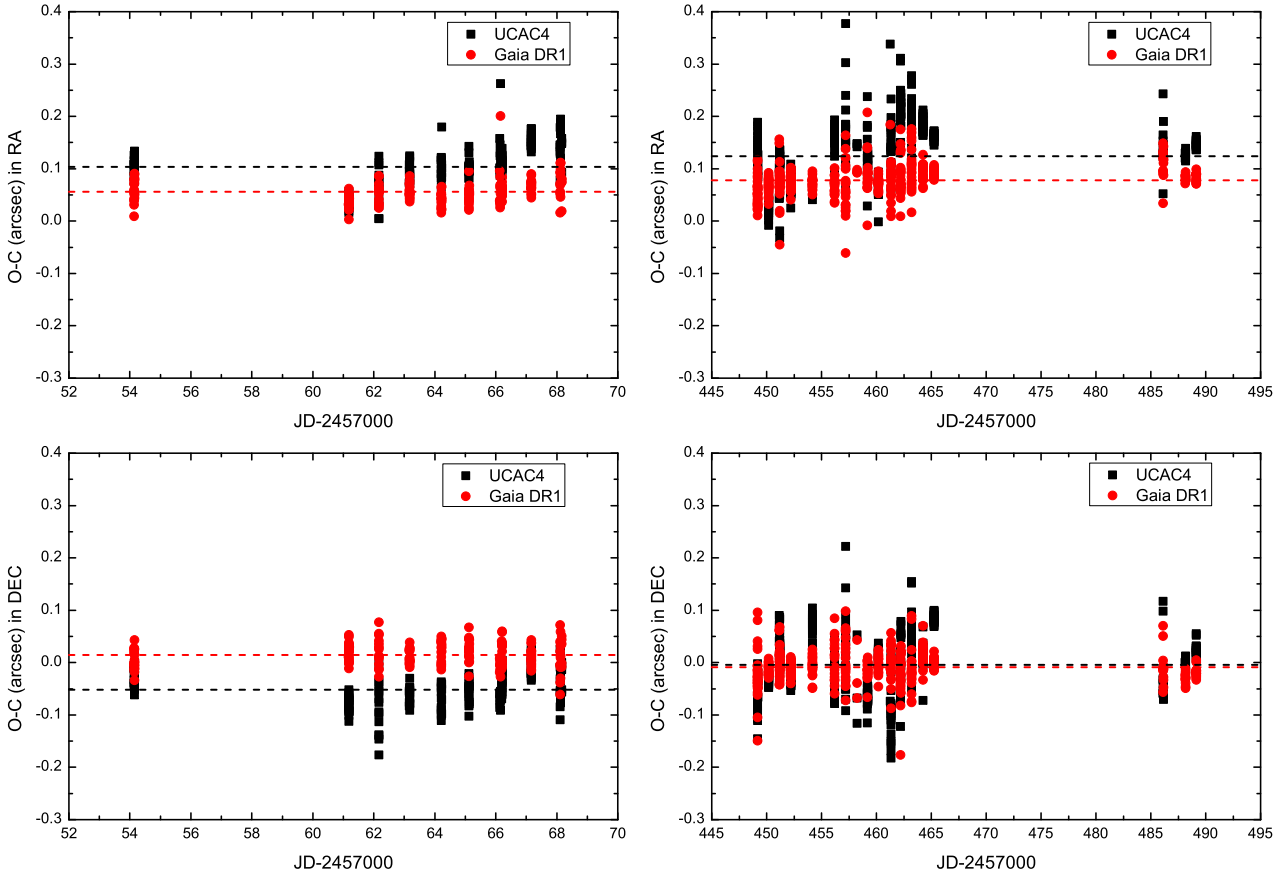 O-C (arcsec) in RA
0.4
0.3
0.2
0.1
0.0
-0.1
-0.2
-0.3
UCAC4
Gaia DR1
52 54 56 58 60 62 64 66 68 70
JD-2457000
O-C (arcsec) in RA
0.4
0.3
0.2
0.1
0.0
-0.1
-0.2
-0.3
UCAC4
Gaia DR1
445 450 455 460 465 470 475 480 485 490 495
JD-2457000
O-C (arcsec) in DEC
0.4
0.3
0.2
0.1
0.0
-0.1
-0.2
-0.3
UCAC4
Gaia DR1
52 54 56 58 60 62 64 66 68 70
JD-2457000
O-C (arcsec) in DEC
0.4
0.3
0.2
0.1
0.0
-0.1
-0.2
-0.3
UCAC4
Gaia DR1
445 450 455 460 465 470 475 480 485 490 495
JD-2457000